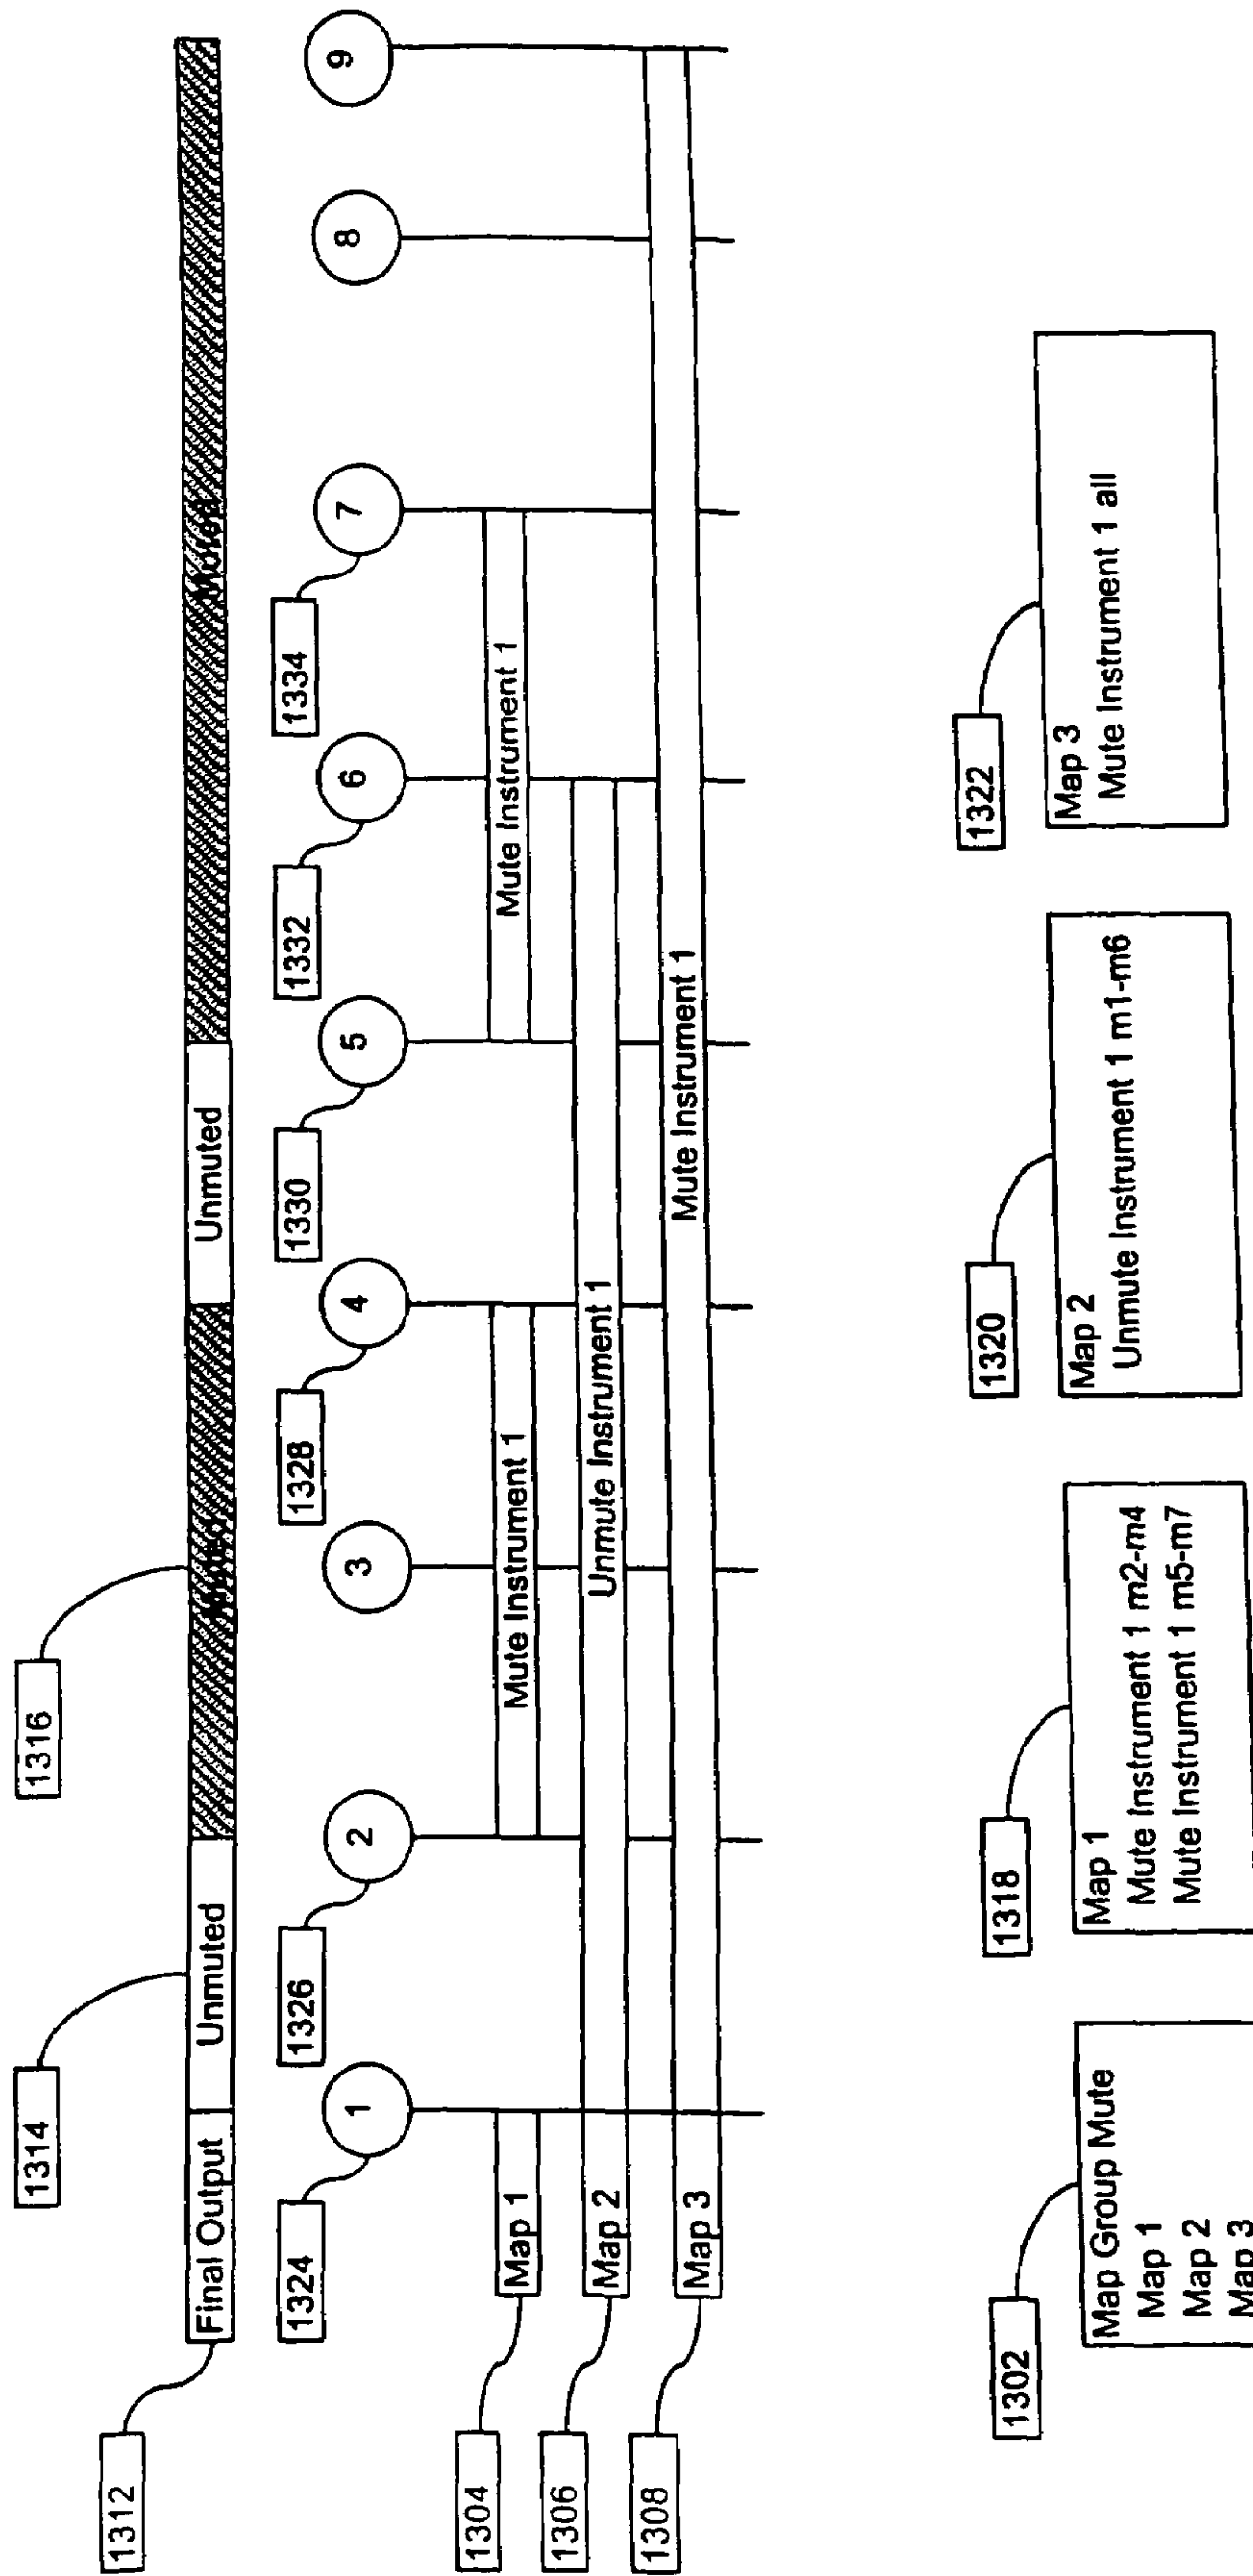 1314
1316
1312
Final Output
Unmuted
Muted
Unmuted
Muted
1324
1326
1328
1330
1332
1334
1
2
3
4
5
6
7
8
9
1304
Map 1
Mute Instrument 1
Mute Instrument 1
1306
Map 2
Unmute Instrument 1
1308
Map 3
Mute Instrument 1
1302
Map Group Mute
Map 1
Map 2
Map 3
1318
Map 1
Mute Instrument 1 m2-m4
Mute Instrument 1 m5-m7
1320
Map 2
Unmute Instrument 1 m1-m6
1322
Map 3
Mute Instrument 1 all